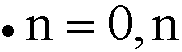 • n = 0, n